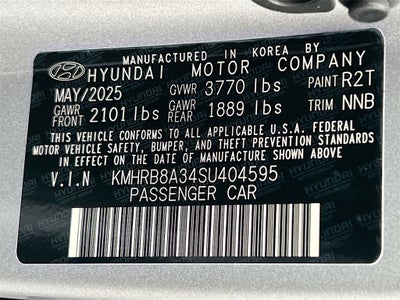 MANUFACTURED IN KOREA BY
HYUNDAI MOTOR COMPANY
MAY/2025 GVWR 3770 lbs PAINT R2T
GAWR FRONT 2101 lbs GAWR REAR 1889 lbs TRIM NNB
THIS VEHICLE CONFORMS TO ALL APPLICABLE U.S.A. FEDERAL
MOTOR VEHICLE SAFETY, BUMPER, AND THEFT PREVENTION STANDARDS
IN EFFECT ON THE DATE OF MANUFACTURE SHOWN ABOVE.
V.I.N KMHRB8A34SU404595
PASSENGER CAR